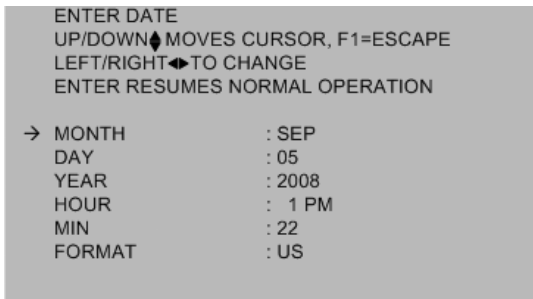 ENTER DATE
UP/DOWN♦ MOVES CURSOR, F1=ESCAPE
LEFT/RIGHT◂▸TO CHANGE
ENTER RESUMES NORMAL OPERATION
→ MONTH : SEP
DAY : 05
YEAR : 2008
HOUR : 1 PM
MIN : 22
FORMAT : US